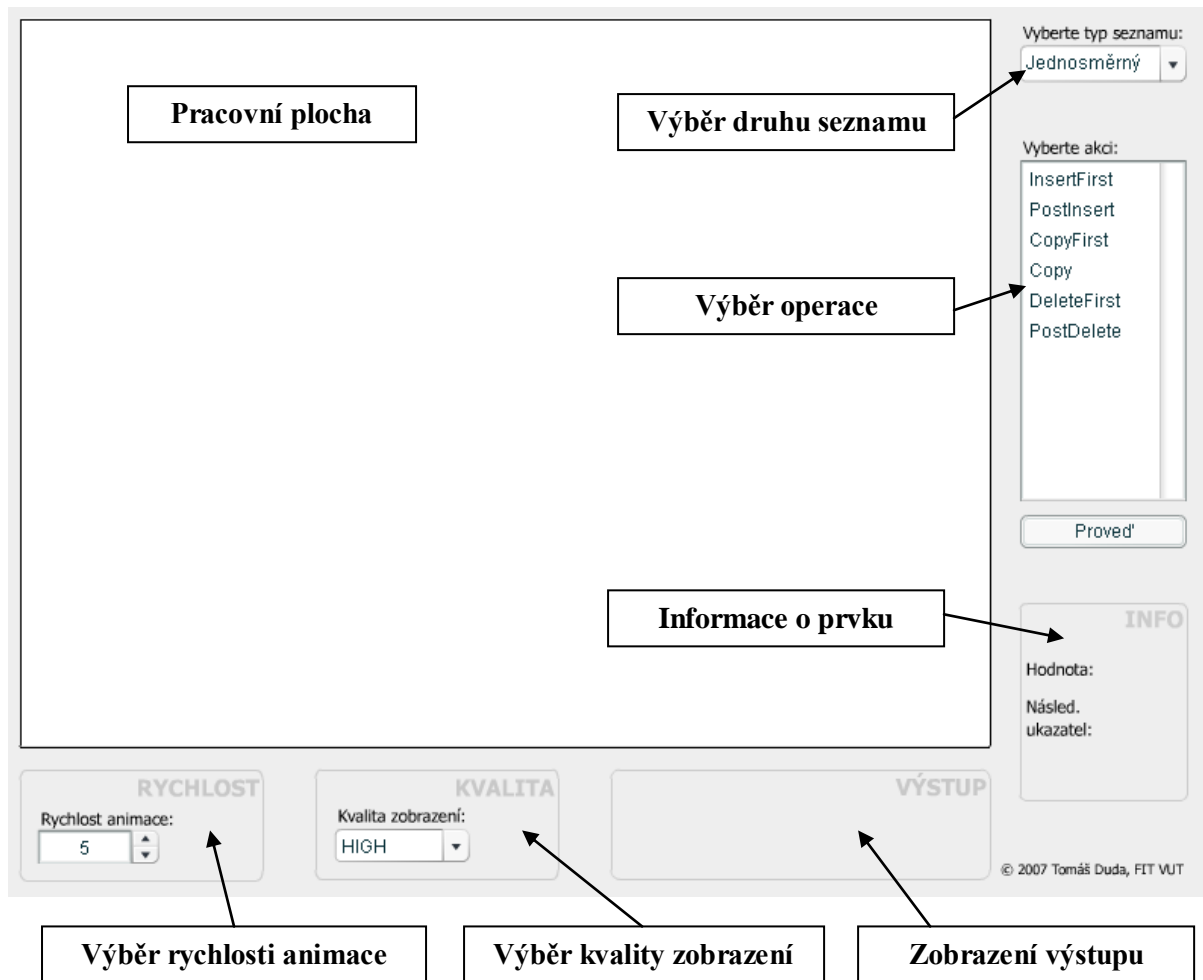 Vyberte typ seznamu:
Jednosměrný
Pracovní plocha
Výběr druhu seznamu
Vyberte akci:
InsertFirst
PostInsert
CopyFirst
Copy
DeleteFirst
PostDelete
Výběr operace
Proveď
Informace o prvku
INFO
Hodnota:
Násled.
ukazatel:
RYCHLOST
Rychlost animace:
5
KVALITA
Kvalita zobrazení:
HIGH
VÝSTUP
© 2007 Tomáš Duda, FIT VUT
Výběr rychlosti animace
Výběr kvality zobrazení
Zobrazení výstupu